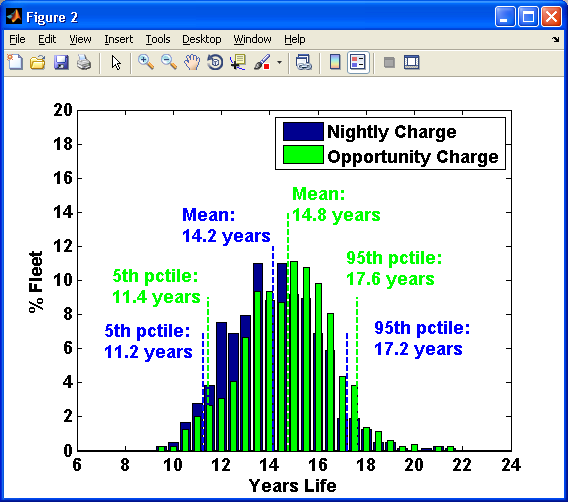 Figure 2
File Edit View Insert Tools Desktop Window Help
20
18
16
14
12
10
8
6
4
2
0
% Fleet
Nightly Charge
Opportunity Charge
Mean:
14.8 years
Mean:
14.2 years
95th pctile:
17.6 years
5th pctile:
11.4 years
5th pctile:
11.2 years
95th pctile:
17.2 years
6 8 10 12 14 16 18 20 22 24
Years Life